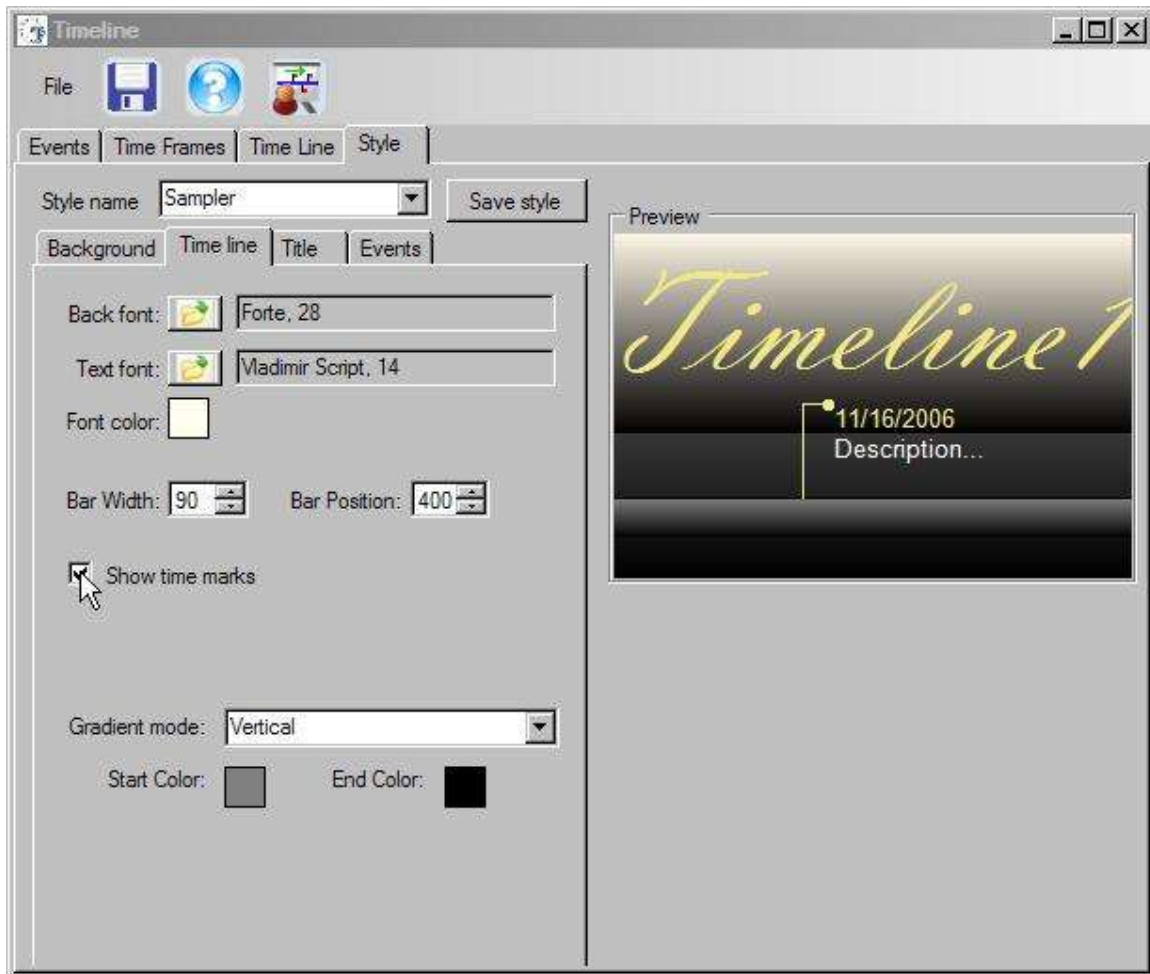 Timeline
File
Events Time Frames Time Line Style
Style name Sampler Save style
Background Time line Title Events
Back font: Forte, 28
Text font: Vladimir Script, 14
Font color:
Bar Width: 90 Bar Position: 400
Show time marks
Gradient mode: Vertical
Start Color: End Color:
Preview
Timeline1
11/16/2006
Description...